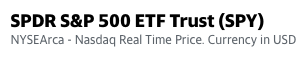 SPDR S&P 500 ETF Trust (SPY)
NYSEArca - Nasdaq Real Time Price. Currency in USD